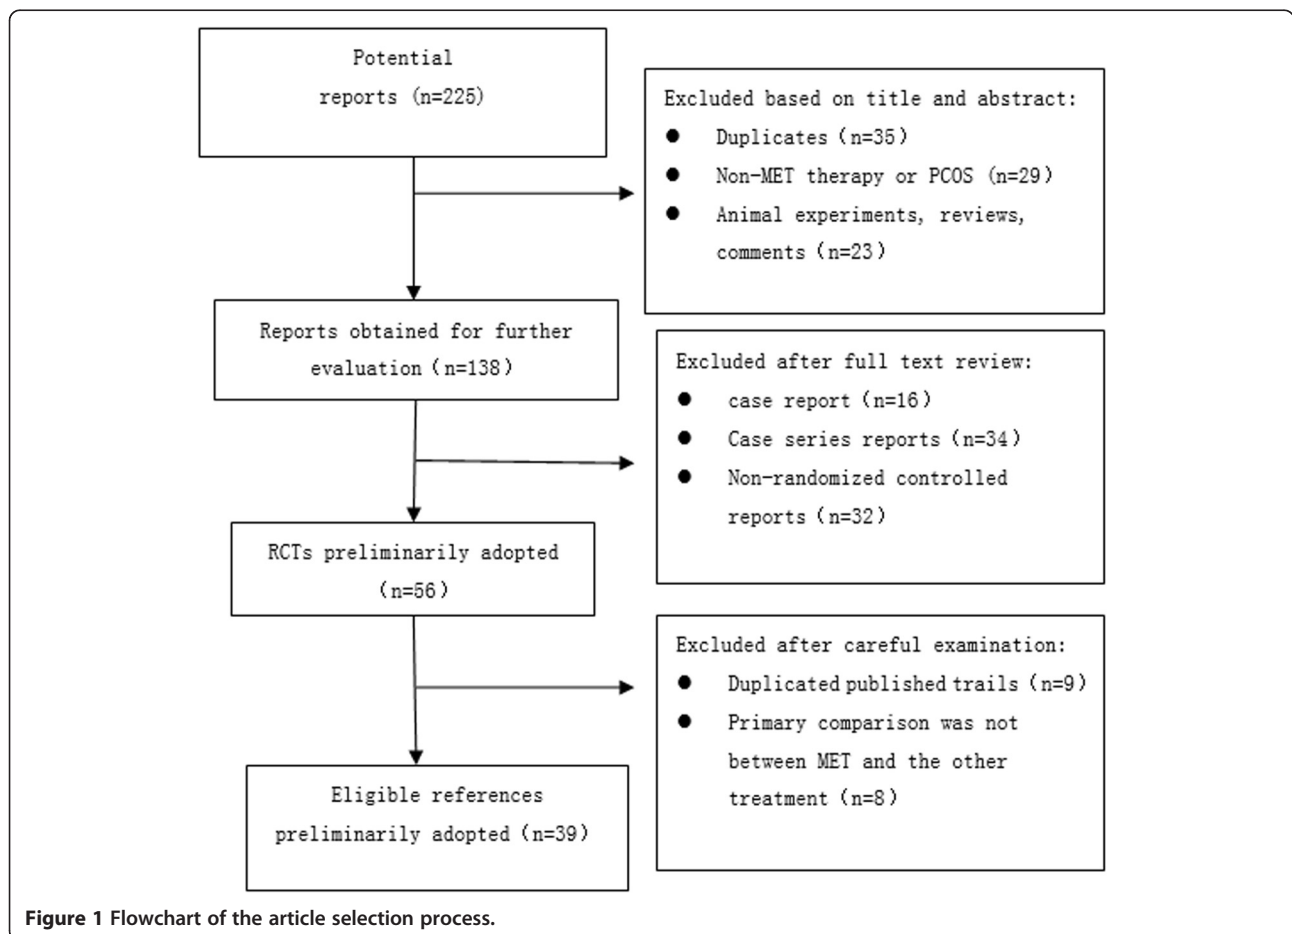 Potential
reports (n=225)
Excluded based on title and abstract:
● Duplicates (n=35)
● Non-MET therapy or PCOS (n=29)
● Animal experiments, reviews,
comments (n=23)
Reports obtained for further
evaluation (n=138)
Excluded after full text review:
● case report (n=16)
● Case series reports (n=34)
● Non-randomized controlled
reports (n=32)
RCTs preliminarily adopted
(n=56)
Excluded after careful examination:
● Duplicated published trails (n=9)
● Primary comparison was not
between MET and the other
treatment (n=8)
Eligible references
preliminarily adopted (n=39)
Figure 1 Flowchart of the article selection process.